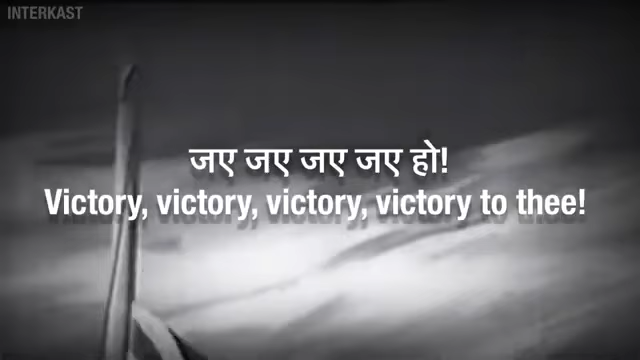 INTERKAST
जए जए जए जए हो!
Victory, victory, victory, victory to thee!